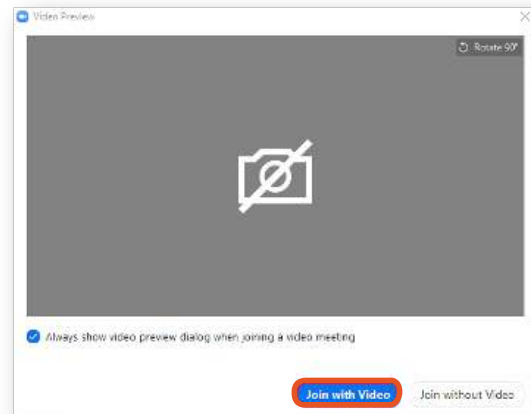 Video Preview
Rotate 90°
Always show video preview dialog when joining a video meeting
Join with Video
Join without Video